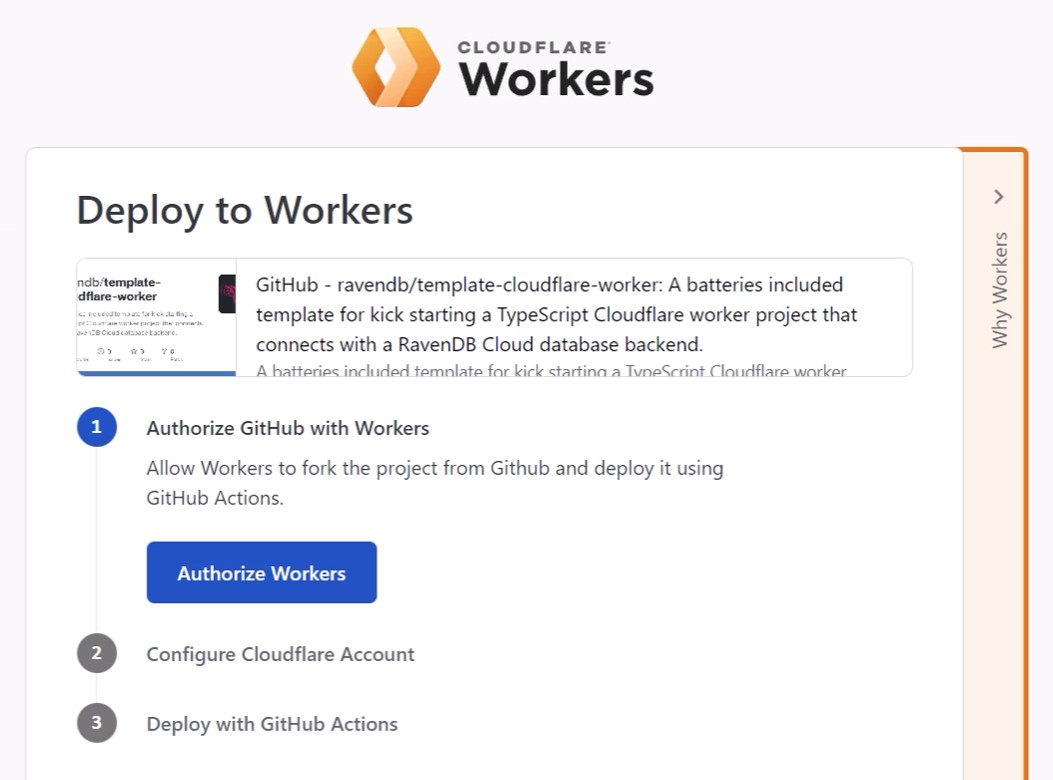 CLOUDFLARE
Workers
Deploy to Workers
ndb/template-
dflare-worker
GitHub - ravendb/template-cloudflare-worker: A batteries included
template for kick starting a TypeScript Cloudflare worker project that
connects with a RavenDB Cloud database backend.
A batteries included template for kick starting a TypeScript Cloudflare worker
Why Workers
1
Authorize GitHub with Workers
Allow Workers to fork the project from Github and deploy it using
GitHub Actions.
Authorize Workers
2
Configure Cloudflare Account
3
Deploy with GitHub Actions